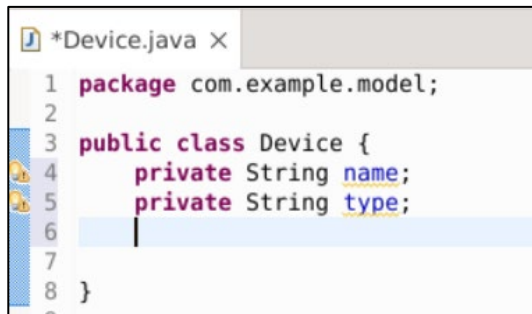 *Device.java
1 package com.example.model;
2
3 public class Device {
4 private String name;
5 private String type;
6
7
8 }